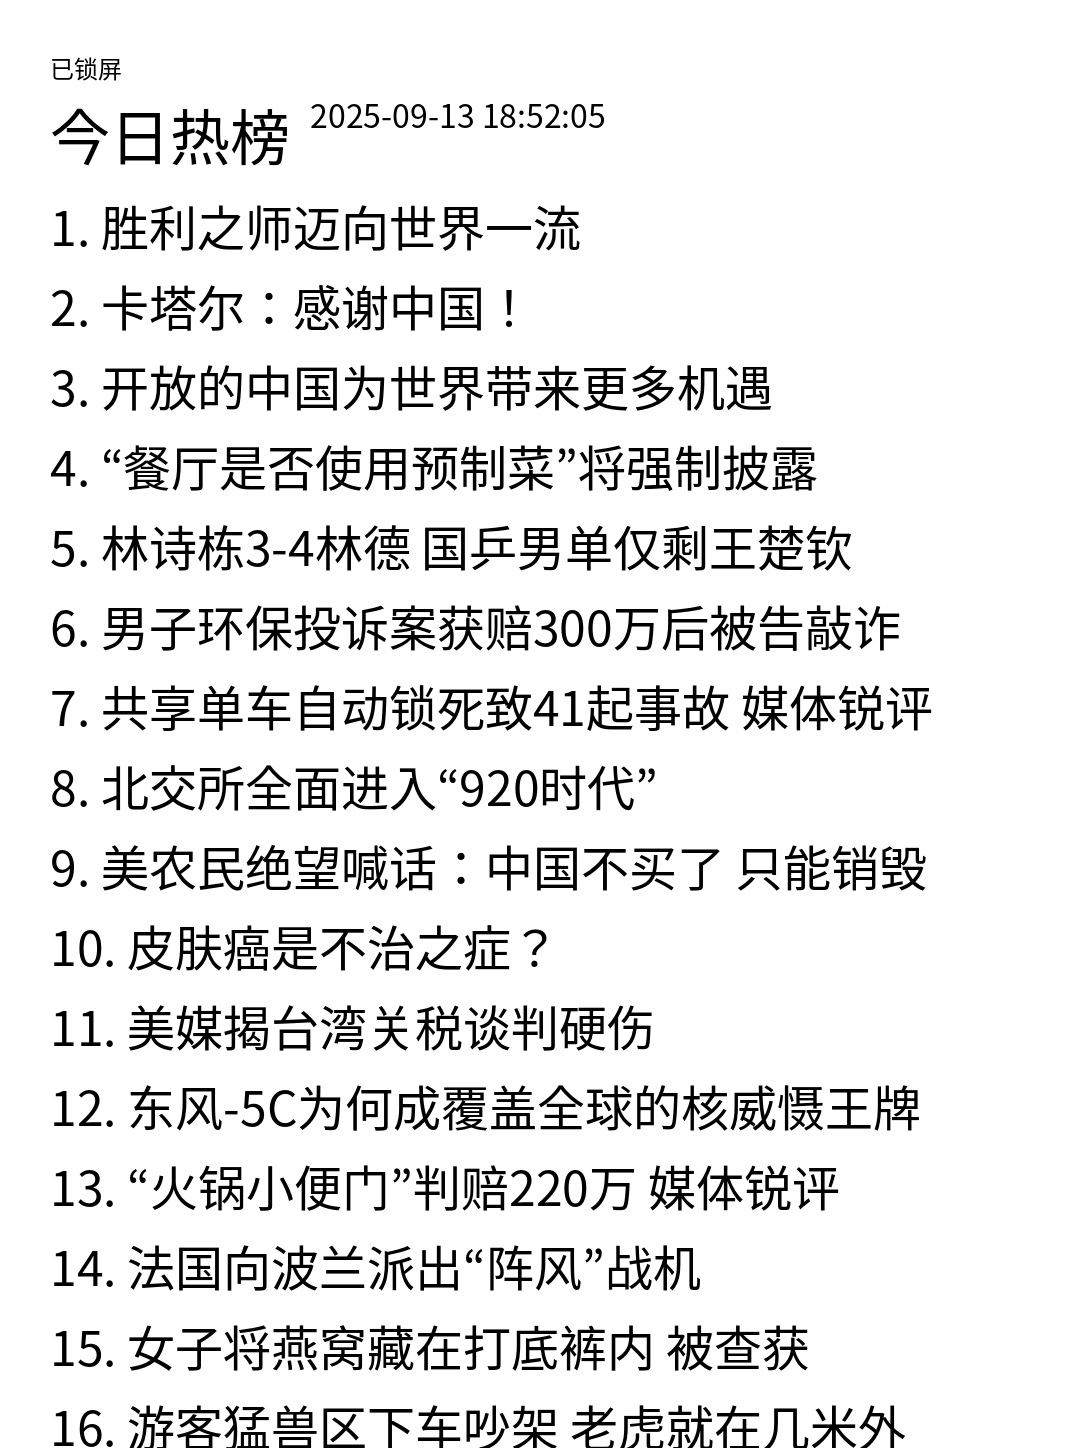 已锁屏
今日热榜 2025-09-13 18:52:05
1. 胜利之师迈向世界一流
2. 卡塔尔：感谢中国！
3. 开放的中国为世界带来更多机遇
4. “餐厅是否使用预制菜”将强制披露
5. 林诗栋3-4林德 国乒男单仅剩王楚钦
6. 男子环保投诉案获赔300万后被告敲诈
7. 共享单车自动锁死致41起事故 媒体锐评
8. 北交所全面进入“920时代”
9. 美农民绝望喊话：中国不买了 只能销毁
10. 皮肤癌是不治之症？
11. 美媒揭台湾关税谈判硬伤
12. 东风-5C为何成覆盖全球的核威慑王牌
13. “火锅小便门”判赔220万 媒体锐评
14. 法国向波兰派出“阵风”战机
15. 女子将燕窝藏在打底裤内 被查获
16. 游客猛兽区下车吵架 老虎就在几米外